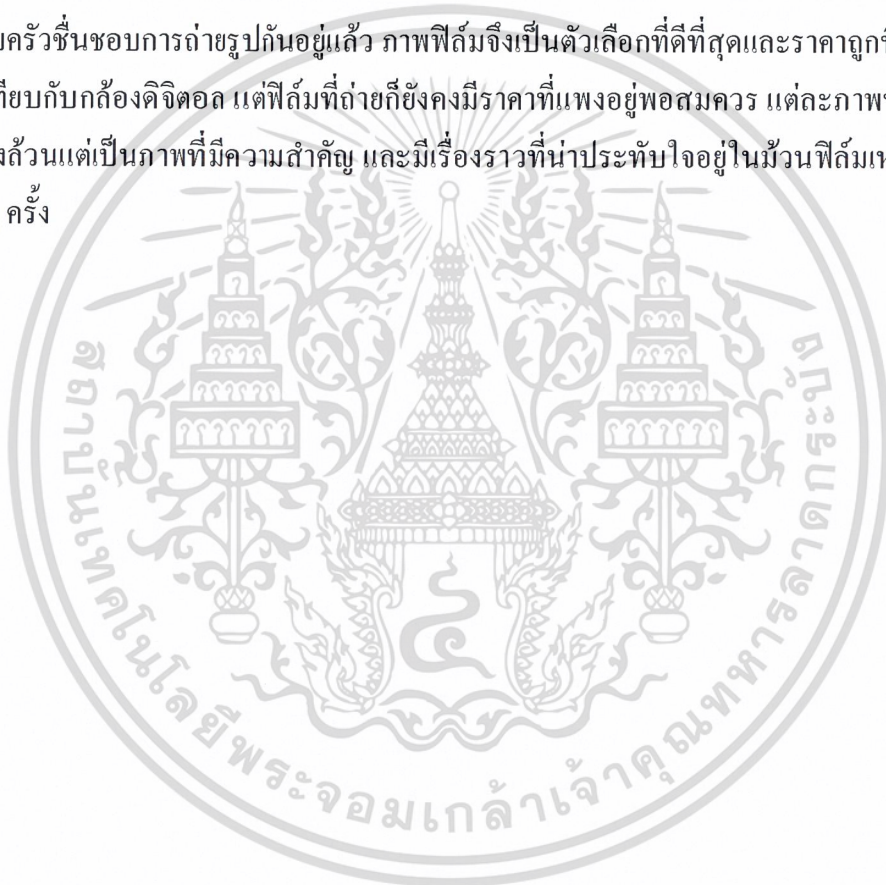 ครัวชื่นชอบการถ่ายรูปกันอยู่แล้ว ภาพฟิล์มจึงเป็นตัวเลือกที่ดีที่สุดและราคาถูก
กับกล้องดิจิตอล แต่ฟิล์มที่ถ่ายก็ยังคงมีราคาที่แพงอยู่พอสมควร แต่ละภาพ
ล้วนแต่เป็นภาพที่มีความสำคัญ และมีเรื่องราวที่น่าประทับใจอยู่ในม้วนฟิล์ม
ครั้ง
สถาบันเทคโนโลยีพระจอมเกล้าเจ้าคุณทหารลาดกระบัง
๔